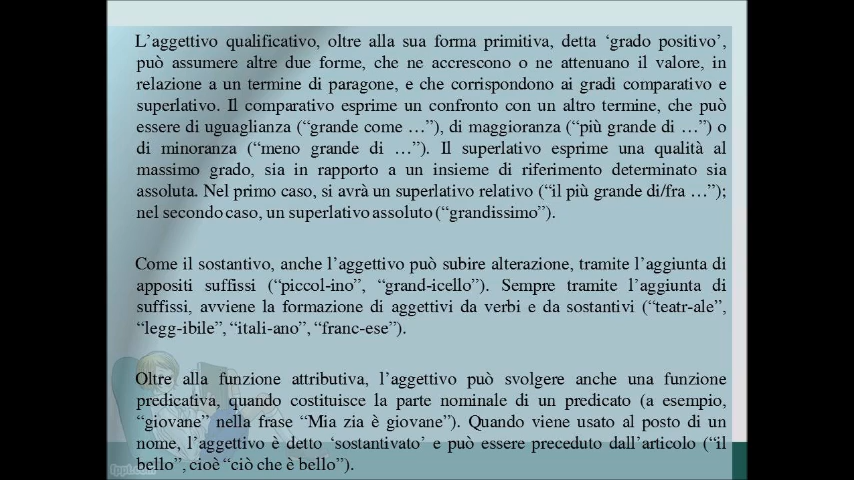 L’aggettivo qualificativo, oltre alla sua forma primitiva, detta ‘grado positivo’,
può assumere altre due forme, che ne accrescono o ne attenuano il valore, in
relazione a un termine di paragone, e che corrispondono ai gradi comparativo e
superlativo. Il comparativo esprime un confronto con un altro termine, che può
essere di uguaglianza (“grande come …”), di maggioranza (“più grande di …”) o
di minoranza (“meno grande di …”). Il superlativo esprime una qualità al
massimo grado, sia in rapporto a un insieme di riferimento determinato sia
assoluta. Nel primo caso, si avrà un superlativo relativo (“il più grande di/fra …”);
nel secondo caso, un superlativo assoluto (“grandissimo”).
Come il sostantivo, anche l’aggettivo può subire alterazione, tramite l’aggiunta di
appositi suffissi (“piccol-ino”, “grand-icello”). Sempre tramite l’aggiunta di
suffissi, avviene la formazione di aggettivi da verbi e da sostantivi (“teatr-ale”,
“legg-ibile”, “itali-ano”, “franc-ese”).
Oltre alla funzione attributiva, l’aggettivo può svolgere anche una funzione
predicativa, quando costituisce la parte nominale di un predicato (a esempio,
“giovane” nella frase “Mia zia è giovane”). Quando viene usato al posto di un
nome, l’aggettivo è detto ‘sostantivato’ e può essere preceduto dall’articolo (“il
bello”, cioè “ciò che è bello”).